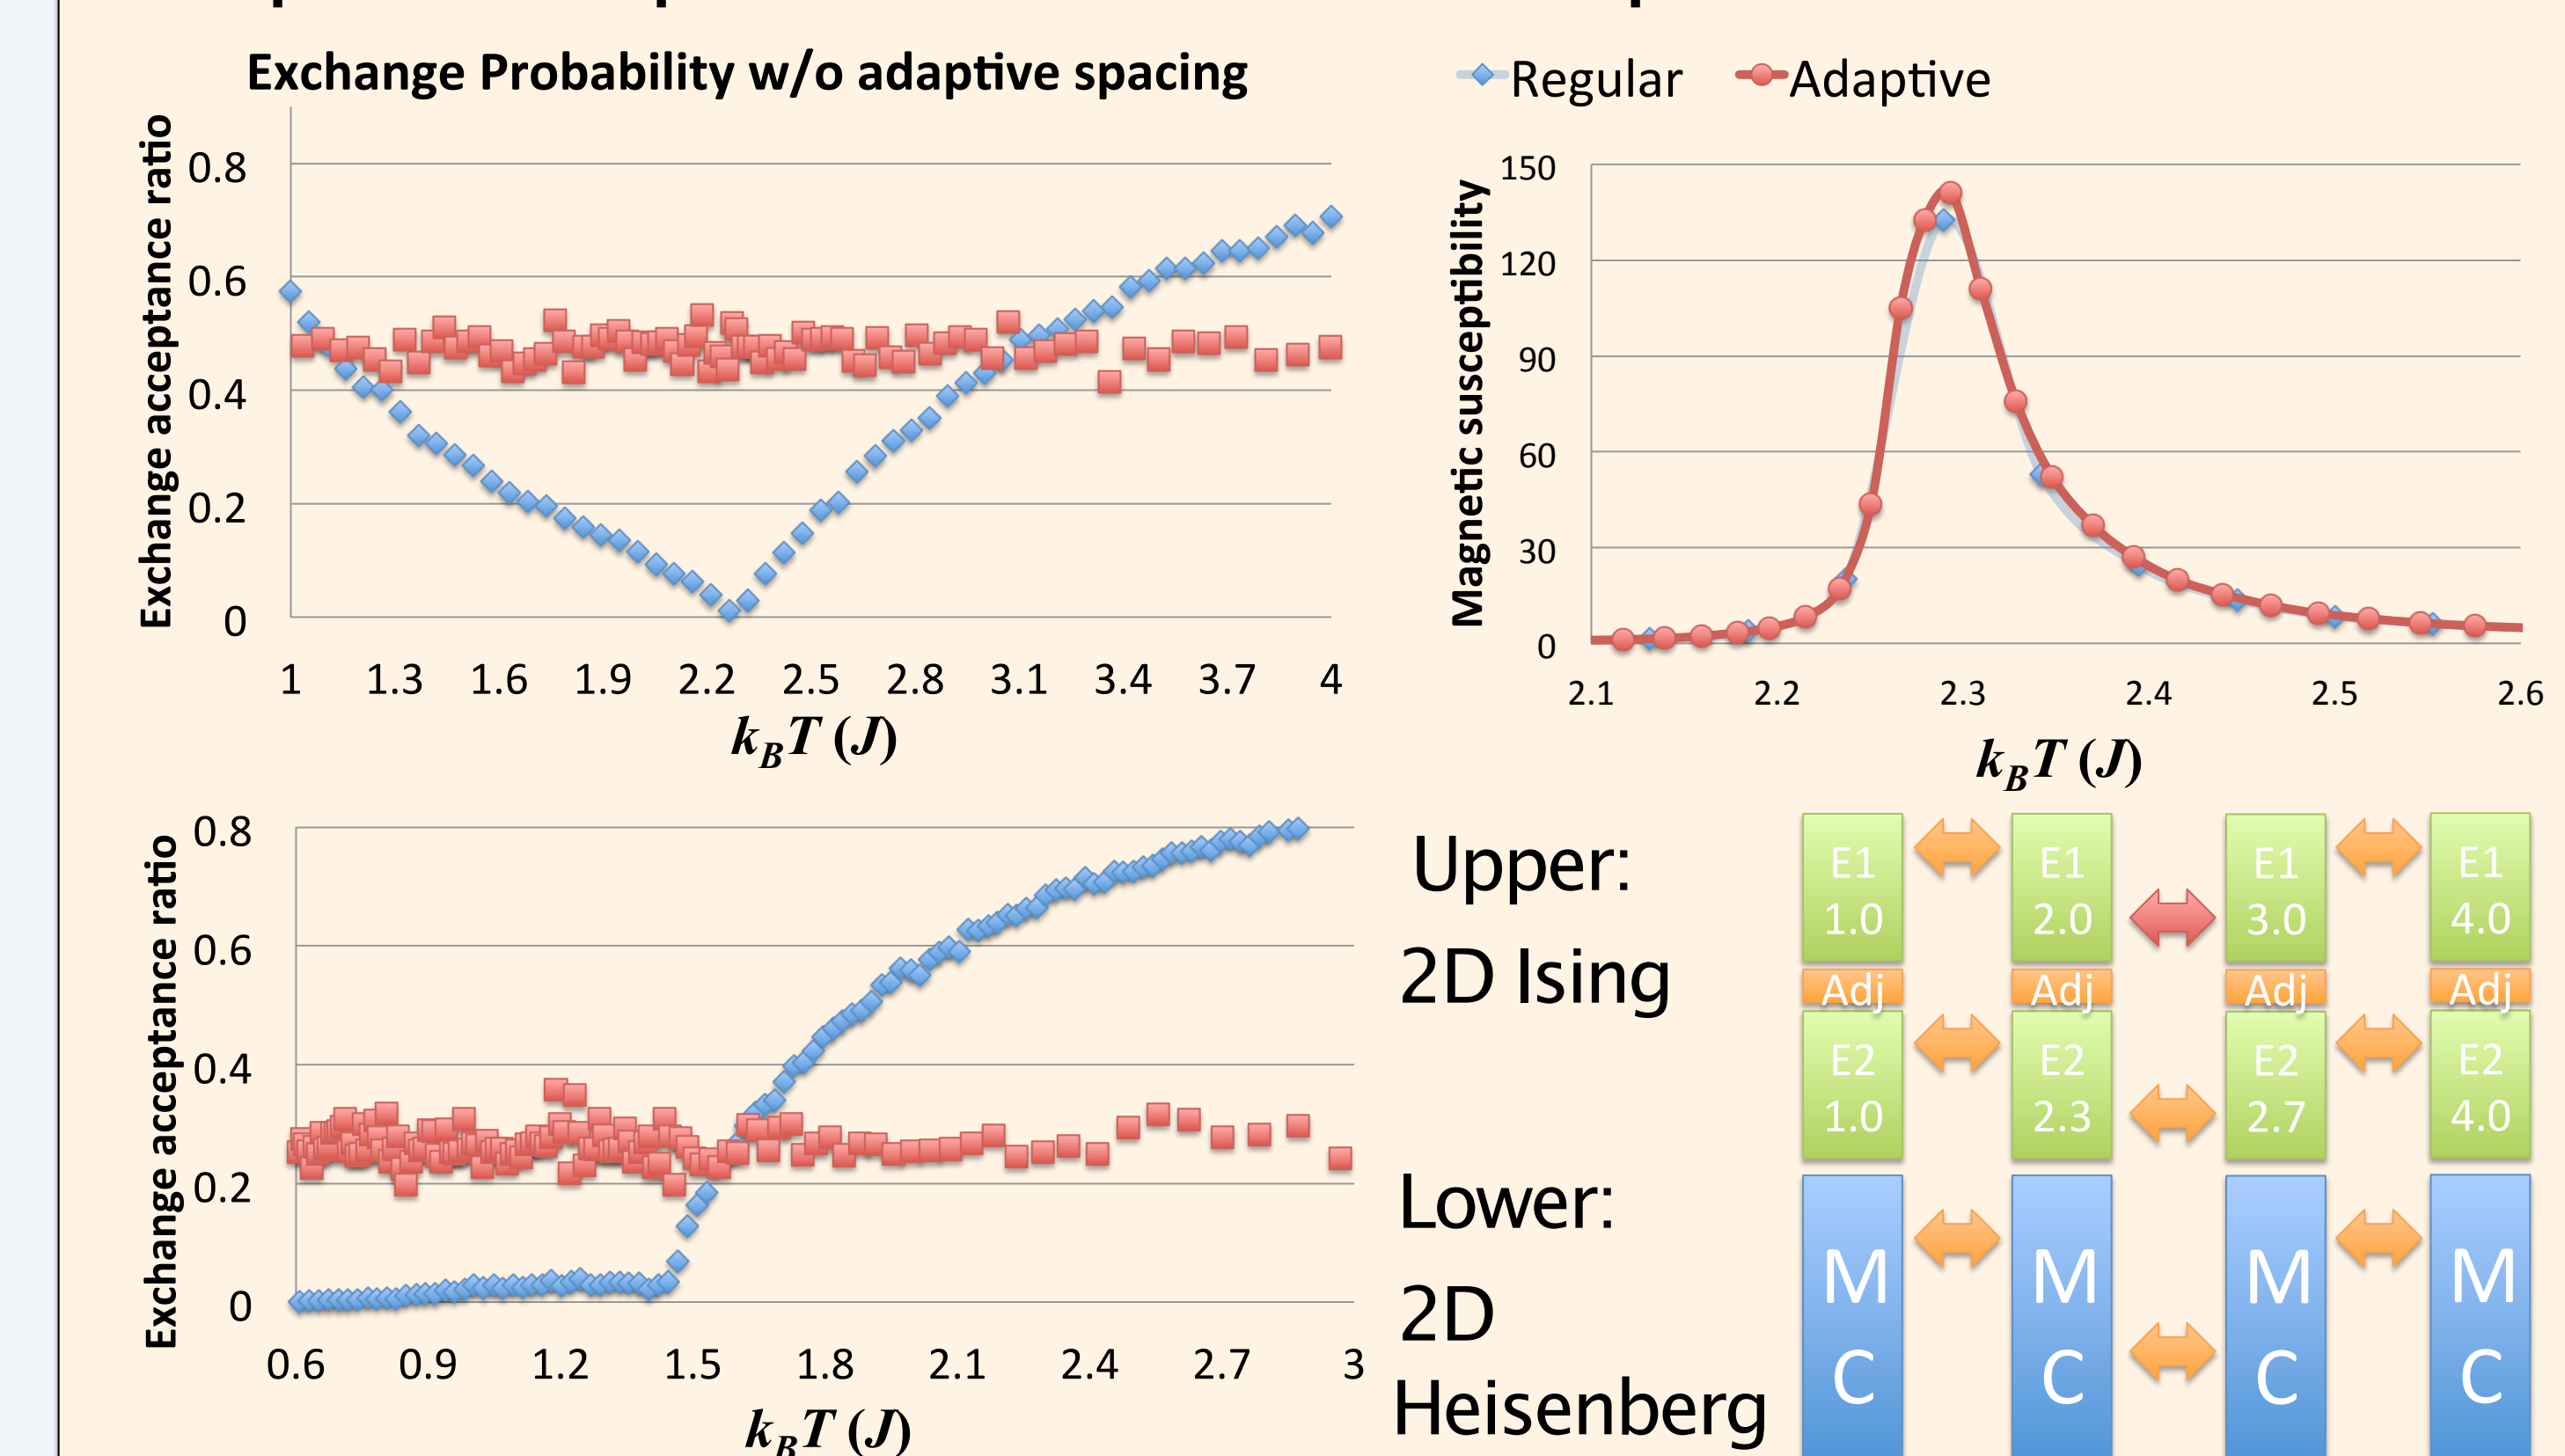 Exchange Probability w/o adaptive spacing
Exchange acceptance ratio
0.8
0.6
0.4
0.2
0
1 1.3 1.6 1.9 2.2 2.5 2.8 3.1 3.4 3.7 4
k_B T (J)
Regular Adaptive
Magnetic susceptibility
150
120
90
60
30
0
2.1 2.2 2.3 2.4 2.5 2.6
k_B T (J)
Exchange acceptance ratio
0.8
0.6
0.4
0.2
0
0.6 0.9 1.2 1.5 1.8 2.1 2.4 2.7 3
k_B T (J)
Upper:
2D Ising
Lower:
2D
Heisenberg
E1 E1 E1 E1
1.0 2.0 3.0 4.0
Adj Adj Adj Adj
E2 E2 E2 E2
1.0 2.3 2.7 4.0
M M M M
C C C C